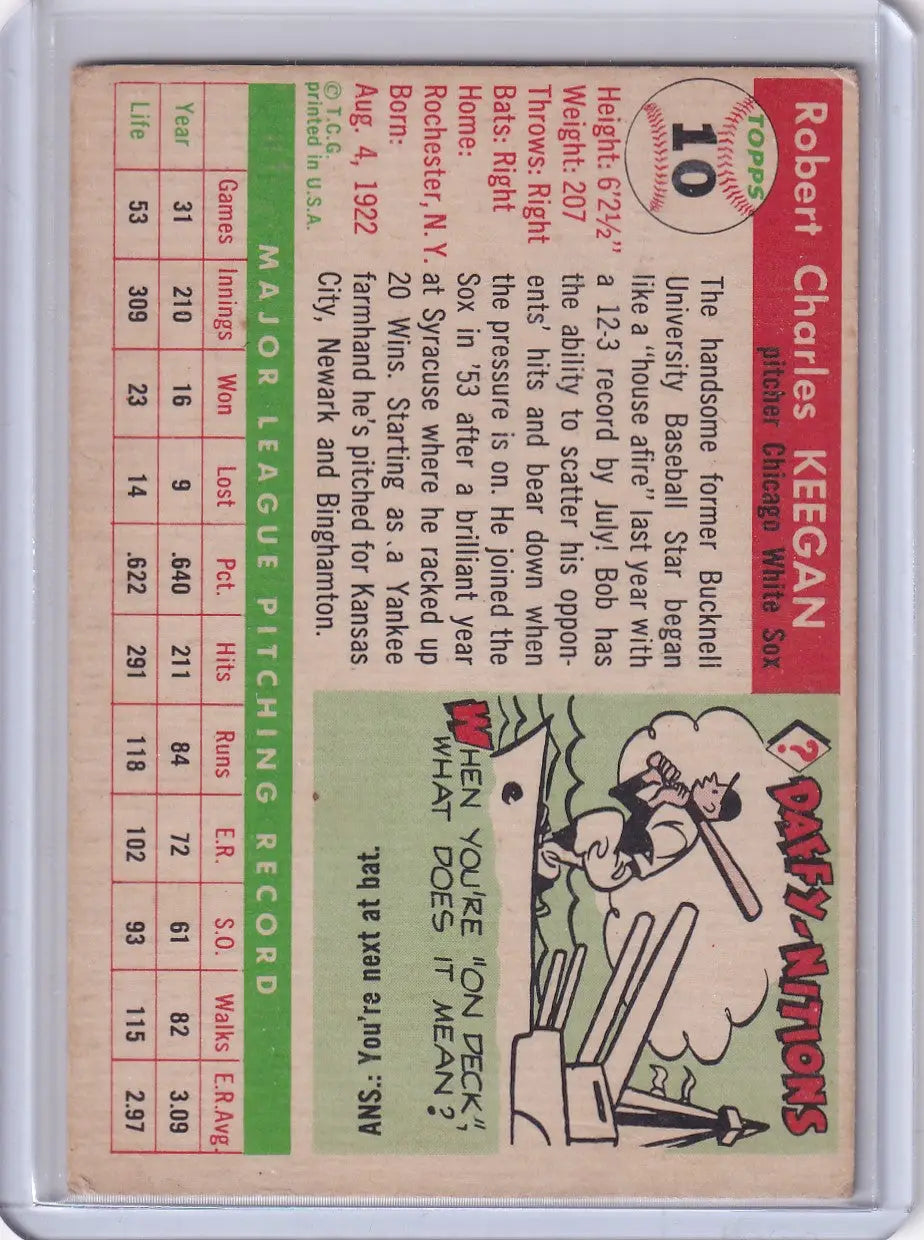 TOPPS
10
Robert Charles KEEGAN
pitcher Chicago White Sox
Height: 6'2½"
Weight: 207
Throws: Right
Bats: Right
Home:
Rochester, N. Y.
Born:
Aug. 4, 1922
© T.C.G.
printed in U.S.A.
The handsome former Bucknell
University Baseball Star began
like a "house afire" last year with
a 12-3 record by July! Bob has
the ability to scatter his oppon-
ents' hits and bear down when
the pressure is on. He joined the
Sox in '53 after a brilliant year
at Syracuse where he racked up
20 Wins. Starting as a Yankee
farmhand he's pitched for Kansas
City, Newark and Binghamton.
? DAFFY-NITIONS
WHEN YOU'RE "ON DECK",
WHAT DOES IT MEAN?
ANS.: You're next at bat.
MAJOR LEAGUE PITCHING RECORD
Games Innings Won Lost Pct. Hits Runs E.R. S.O. Walks E.R.Avg.
Year 31 210 16 9 .640 211 84 72 61 82 3.09
Life 53 309 23 14 .622 291 118 102 93 115 2.97